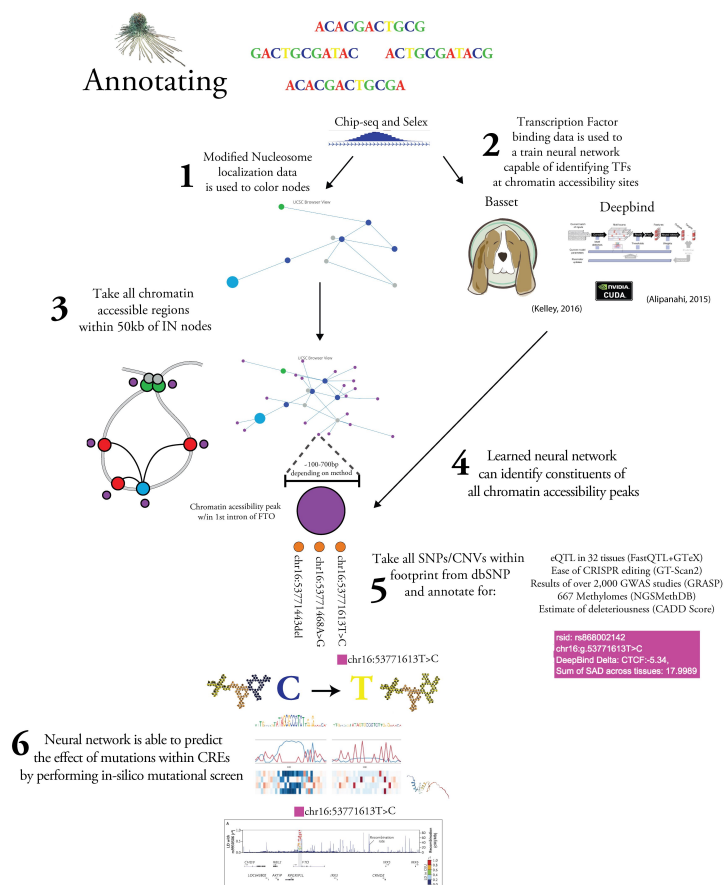 ACACGACTGCG
GACTGCGATAC ACTGCGATACG
Annotating
ACACGACTGCGA
Chip-seq and Selex
1
Modified Nucleosome
localization data
is used to color nodes
2
Transcription Factor
binding data is used to
a train neural network
capable of identifying TFs
at chromatin accessibility sites
UCSC Browser View
Basset
Deepbind
NVIDIA.
CUDA
(Kelley, 2016)
(Alipanahi, 2015)
3
Take all chromatin
accessible regions
within 50kb of IN nodes
UCSC Browser View
~100-700bp
depending on method
4
Learned neural network
can identify constituents of
all chromatin accessibility peaks
Chromatin acessibility peak
w/in 1st intron of FTO
chr16:53771443del
chr16:53771468A>G
chr16:53771613T>C
5
Take all SNPs/CNVs within
footprint from dbSNP
and annotate for:
eQTL in 32 tissues (FastQTL+GTeX)
Ease of CRISPR editing (GT-Scan2)
Results of over 2,000 GWAS studies (GRASP)
667 Methylomes (NGSMethDB)
Estimate of deleteriousness (CADD Score)
rsid: rs868002142
chr16:g.53771613T>C
DeepBind Delta: CTCF:-5.34,
Sum of SAD across tissues: 17.9989
chr16:53771613T>C
C T
6
Neural network is able to predict
the effect of mutations within CREs
by performing in-silico mutational screen
chr16:53771613T>C
A